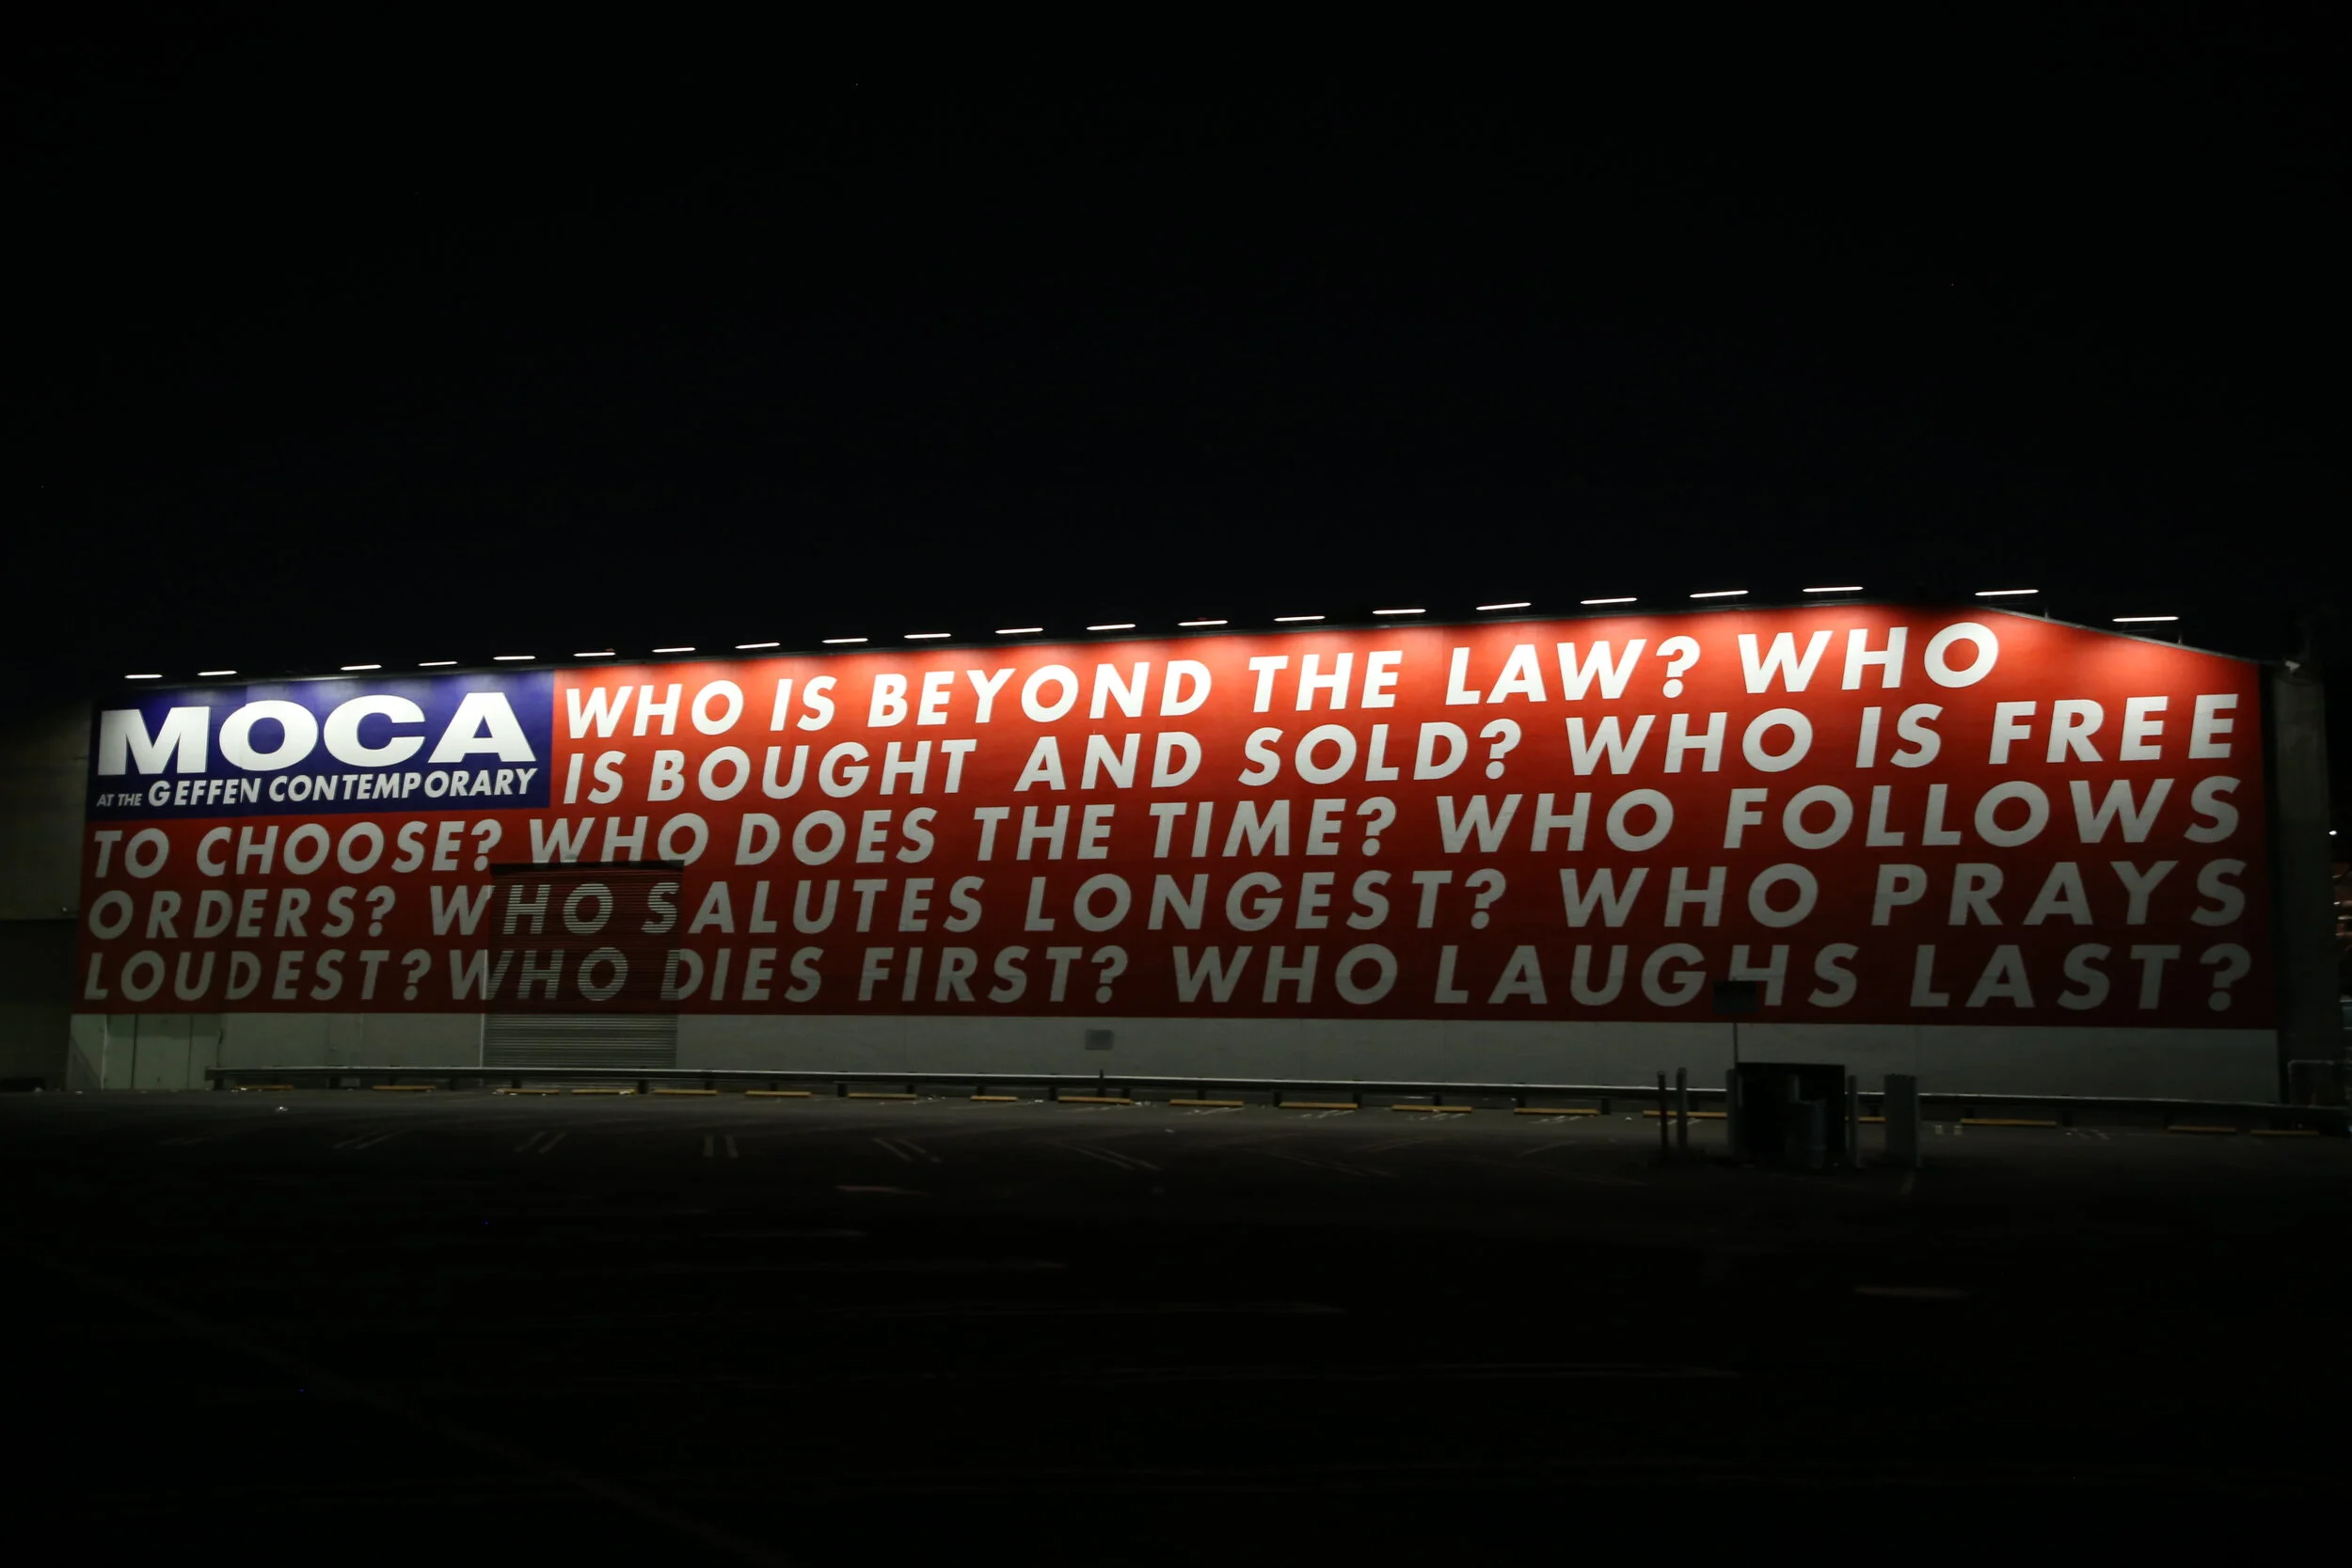 MOCA
AT THE GEFFEN CONTEMPORARY
WHO IS BEYOND THE LAW? WHO
IS BOUGHT AND SOLD? WHO IS FREE
TO CHOOSE? WHO DOES THE TIME? WHO FOLLOWS
ORDERS? WHO SALUTES LONGEST? WHO PRAYS
LOUDEST? WHO DIES FIRST? WHO LAUGHS LAST?